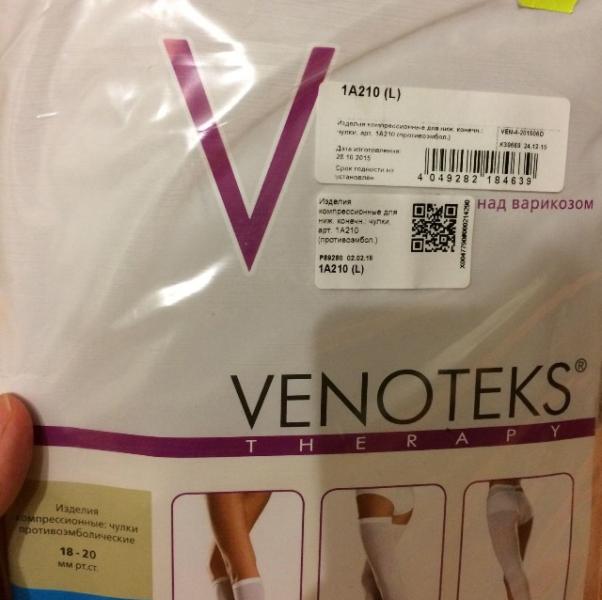 1A210 (L)
Изделия компрессионные для ниж. конечн.:
чулки, арт. 1A210 (противоэмбол.)
VEN-4-201506D
K39669 24.12.15
Дата изготовления:
28.10.2015
Срок годности не
установлен
4 049282 184639
Изделия
компрессионные для
ниж. конечн.: чулки,
арт. 1A210
(противоэмбол.)
1A210 (L)
над варикозом
VENOTEKS®
THERAPY
Изделия
компрессионные: чулки
противоэмболические
18 - 20
мм рт.ст.